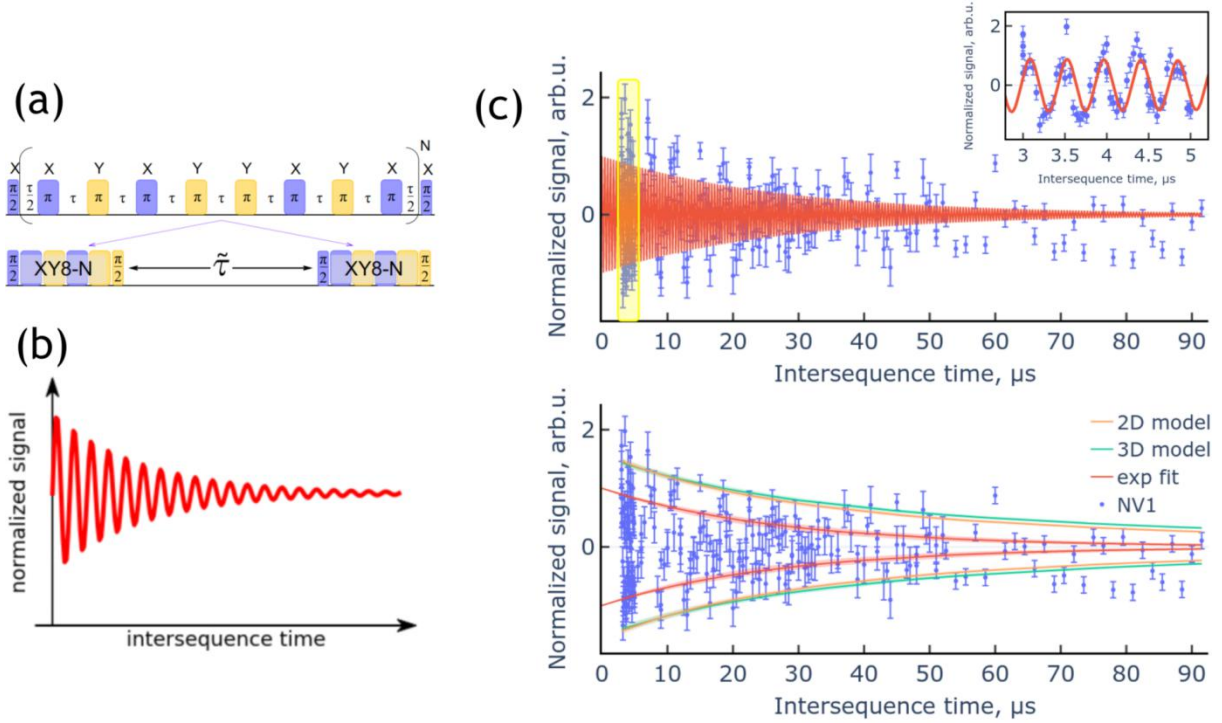 (a)
N
X X Y X Y Y X Y X X
π/2 ( τ/2 π τ π τ π τ π τ π τ π τ π τ π τ/2 ) π/2
π/2 XY8-N π/2 τ̃ π/2 XY8-N π/2
(b)
normalized signal
intersequence time
(c)
Normalized signal, arb.u.
2
0
0 10 20 30 40 50 60 70 80 90
Intersequence time, µs
Normalized signal, arb.u.
2
0
3 3.5 4 4.5 5
Intersequence time, µs
Normalized signal, arb.u.
2
0
2D model
3D model
exp fit
NV1
0 10 20 30 40 50 60 70 80 90
Intersequence time, µs